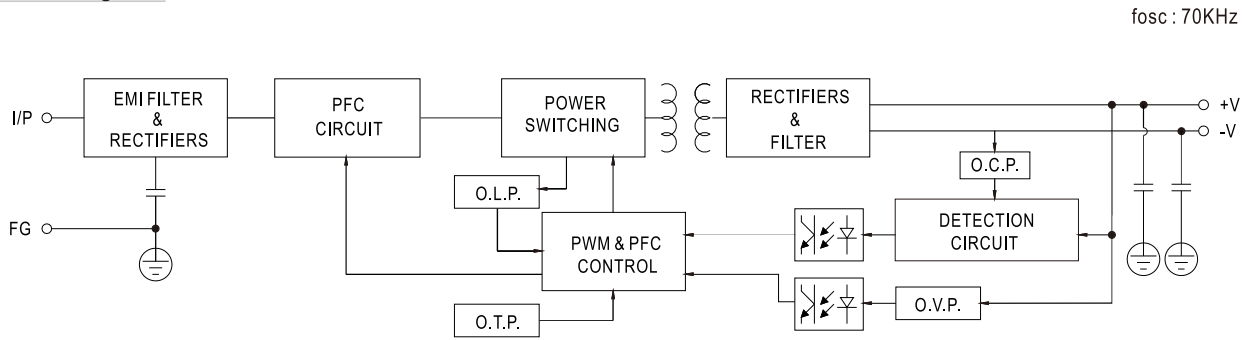 fosc : 70KHz
I/P
EMI FILTER
&
RECTIFIERS
PFC
CIRCUIT
POWER
SWITCHING
RECTIFIERS
&
FILTER
+V
-V
O.C.P.
O.L.P.
FG
PWM & PFC
CONTROL
DETECTION
CIRCUIT
O.T.P.
O.V.P.